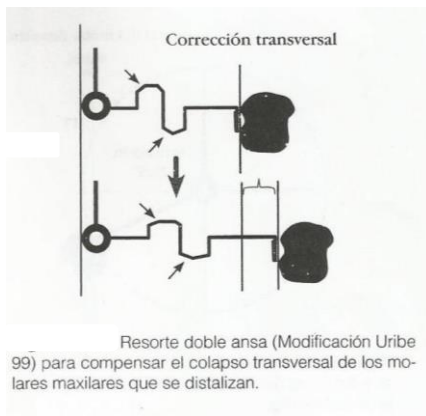 Corrección transversal
Resorte doble ansa (Modificación Uribe
99) para compensar el colapso transversal de los mo-
lares maxilares que se distalizan.